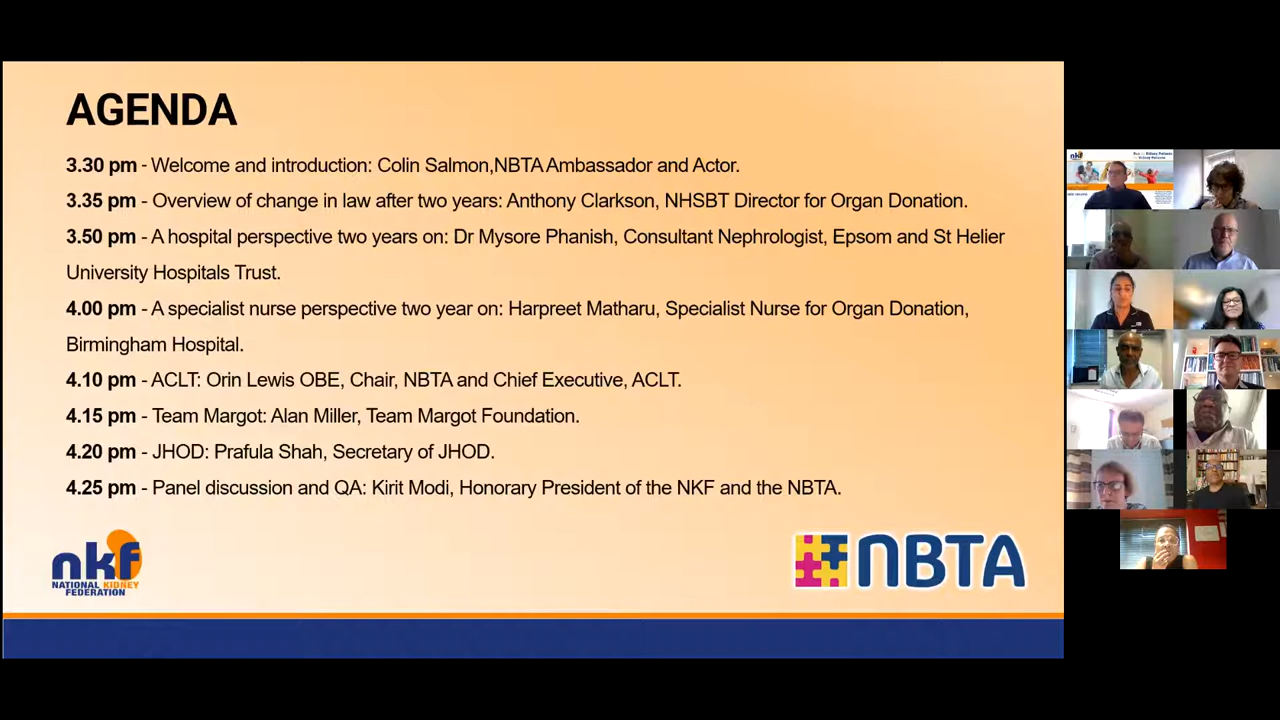 AGENDA
3.30 pm - Welcome and introduction: Colin Salmon,NBTA Ambassador and Actor.
3.35 pm - Overview of change in law after two years: Anthony Clarkson, NHSBT Director for Organ Donation.
3.50 pm - A hospital perspective two years on: Dr Mysore Phanish, Consultant Nephrologist, Epsom and St Helier
University Hospitals Trust.
4.00 pm - A specialist nurse perspective two year on: Harpreet Matharu, Specialist Nurse for Organ Donation,
Birmingham Hospital.
4.10 pm - ACLT: Orin Lewis OBE, Chair, NBTA and Chief Executive, ACLT.
4.15 pm - Team Margot: Alan Miller, Team Margot Foundation.
4.20 pm - JHOD: Prafula Shah, Secretary of JHOD.
4.25 pm - Panel discussion and QA: Kirit Modi, Honorary President of the NKF and the NBTA.
nkf
NATIONAL KIDNEY
FEDERATION
NBTA
nkf